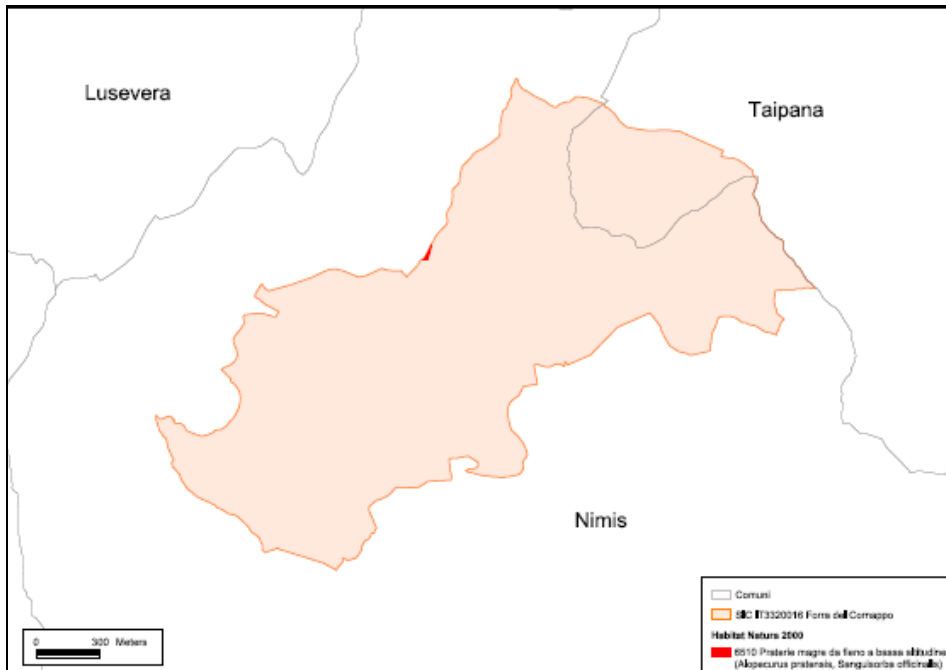 Lusevera
Taipana
Nimis
0 300 Meters
Comuni
SIC IT3320016 Forra del Cornappo
Habitat Natura 2000
6510 Praterie magre da fieno a bassa altitudine
(Alopecurus pratensis, Sanguisorba officinalis)